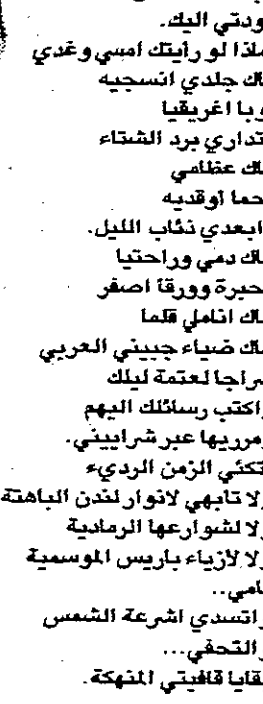 ودتي اليك.
ماذا لو رأيتك امسي وغدي
اك جلدي انسجيه
وبا اغريقيا
تداري برد الشتاء
اك عظامي
حما أوقديه
ابعدي ذئاب الليل.
اك دمي وراحتيا
حبرة وورقا اصفر
اك اناملي قلما
اك ضياء جبيني العربي
سراجا لعتمة ليلك
اكتب رسائلك اليهم
مرريها عبر شراييني.
تكئي الزمن الرديء
لا تابهي لانوار لندن الباهتة
لا لشوارعها الرمادية
لا لازياء باريس الموسمية
امي..
اتسدي اشرعة الشمس
التحفي...
قايا قافيتي المنهكة.